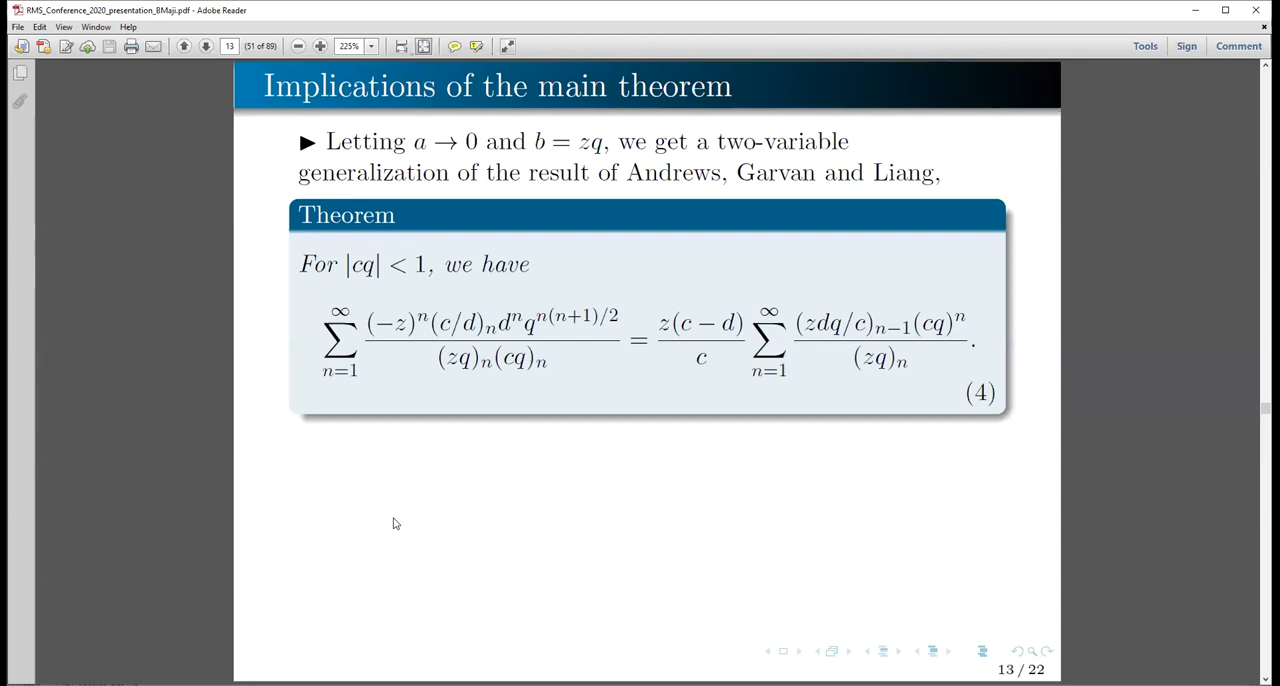 RMS_Conference_2020_presentation_BMaji.pdf - Adobe Reader
File Edit View Window Help
13 (51 of 89) 225% Tools Sign Comment
Implications of the main theorem
▶ Letting a → 0 and b = zq, we get a two-variable
generalization of the result of Andrews, Garvan and Liang,
Theorem
For |cq| < 1, we have
∑_{n=1}^{∞} \frac{(−z)^n (c/d)_n d^n q^{n(n+1)/2}}{(zq)_n (cq)_n} = \frac{z(c − d)}{c} ∑_{n=1}^{∞} \frac{(zdq/c)_{n−1} (cq)^n}{(zq)_n}.
(4)
13 / 22